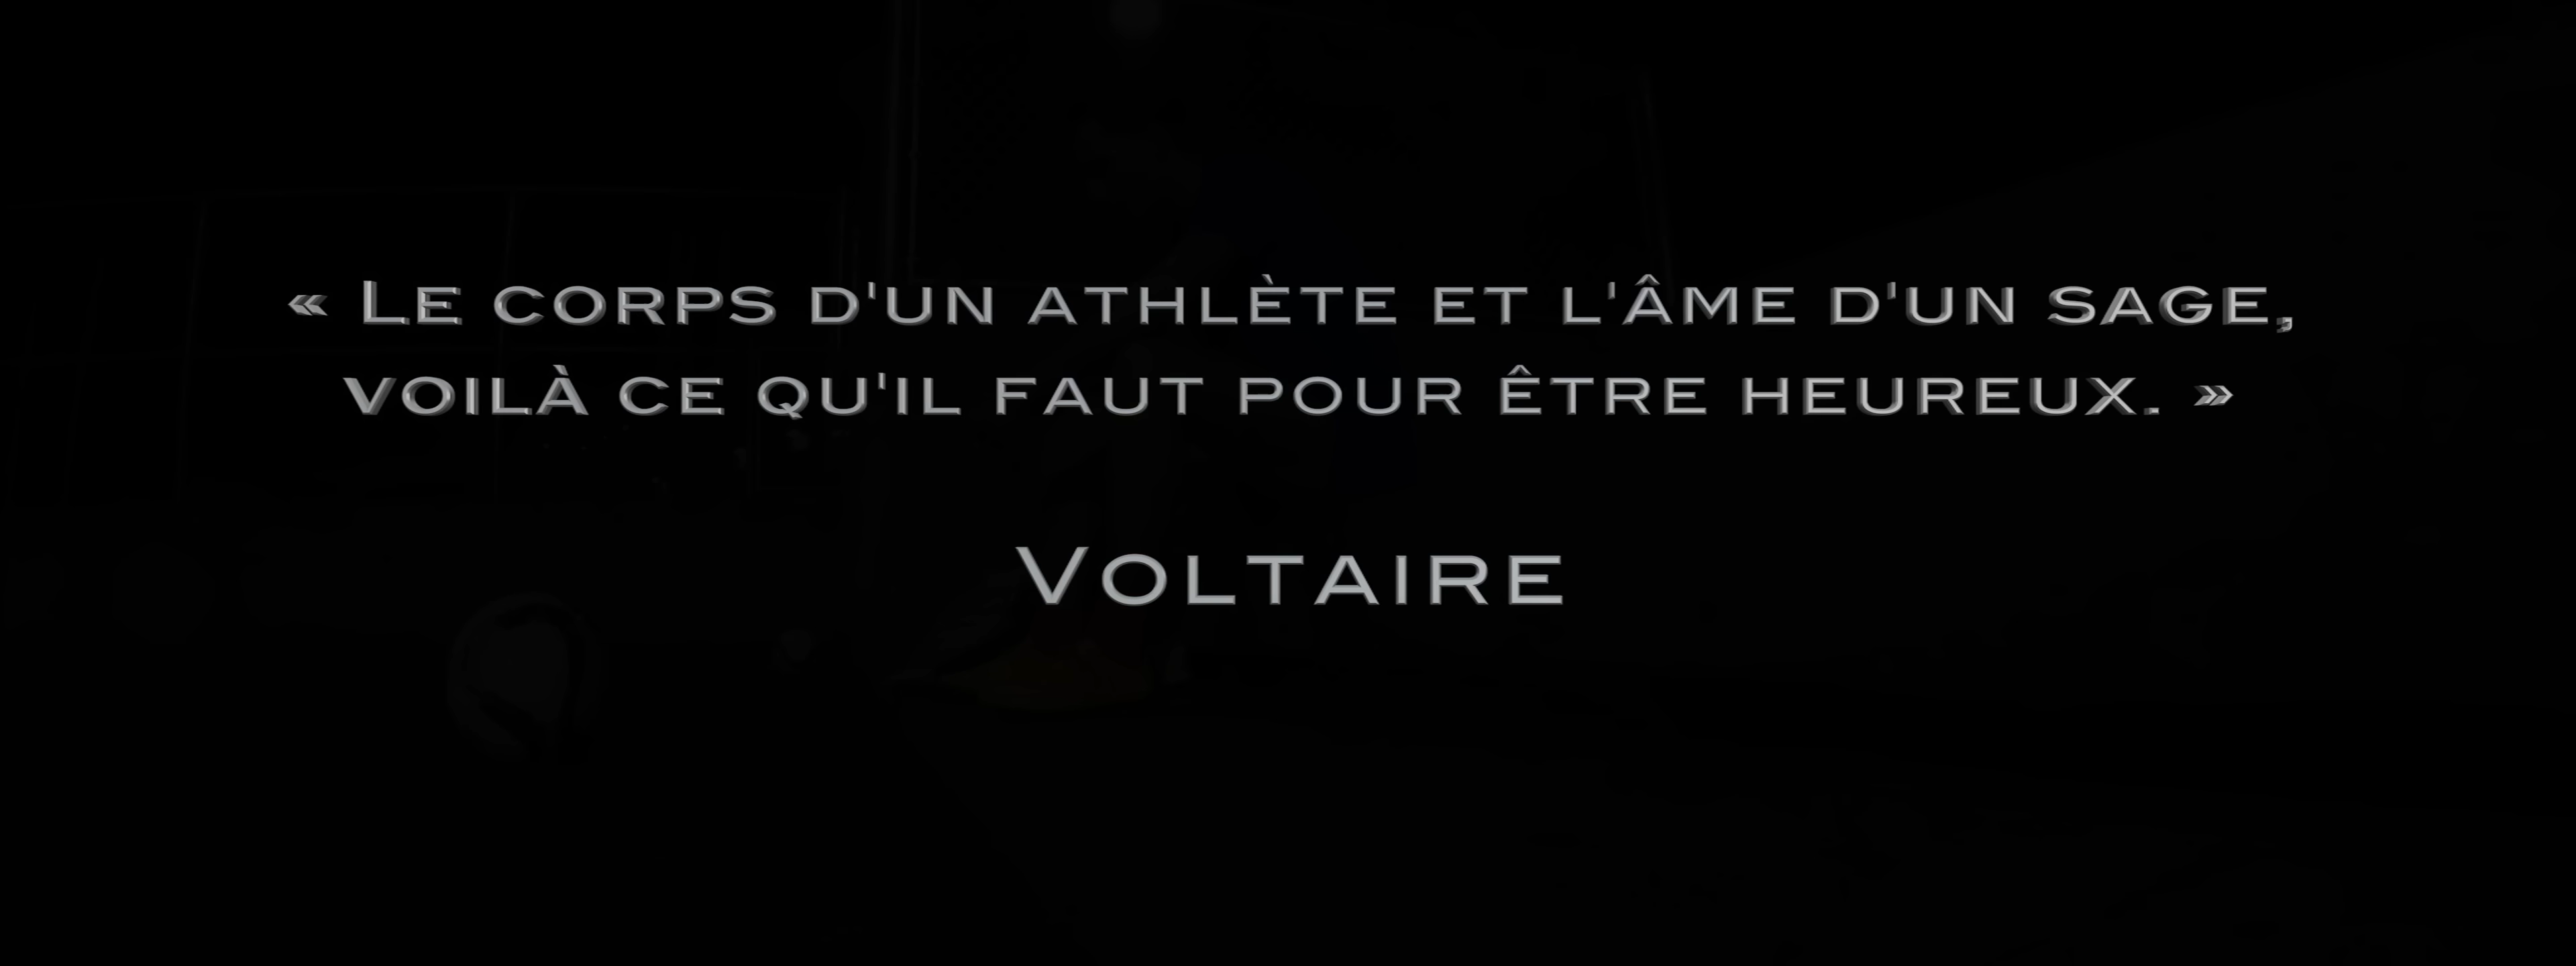 « Le corps d'un athlète et l'âme d'un sage,
voilà ce qu'il faut pour être heureux. »
Voltaire